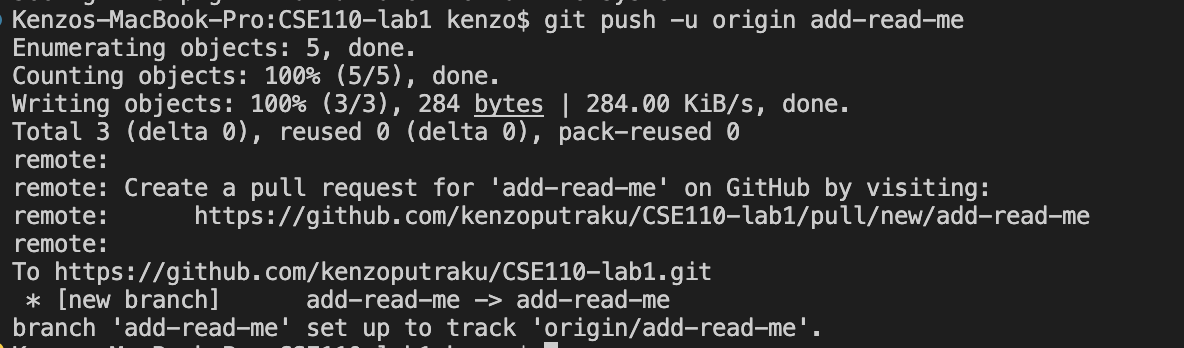 Kenzos-MacBook-Pro:CSE110-lab1 kenzo$ git push -u origin add-read-me
Enumerating objects: 5, done.
Counting objects: 100% (5/5), done.
Writing objects: 100% (3/3), 284 bytes | 284.00 KiB/s, done.
Total 3 (delta 0), reused 0 (delta 0), pack-reused 0
remote:
remote: Create a pull request for 'add-read-me' on GitHub by visiting:
remote:      https://github.com/kenzoputraku/CSE110-lab1/pull/new/add-read-me
remote:
To https://github.com/kenzoputraku/CSE110-lab1.git
 * [new branch]      add-read-me -> add-read-me
branch 'add-read-me' set up to track 'origin/add-read-me'.